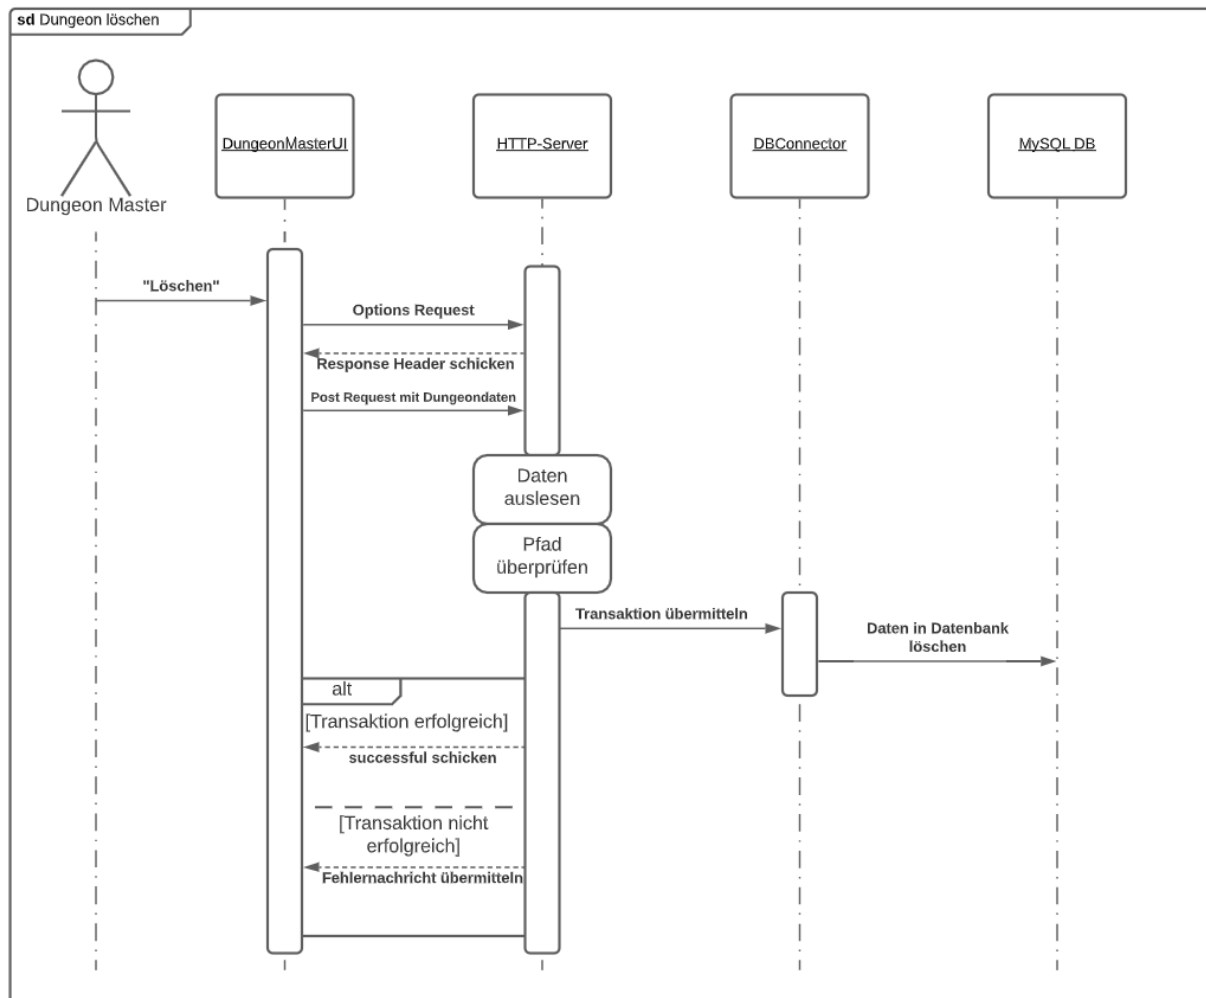 sd Dungeon löschen
Dungeon Master
DungeonMasterUI
HTTP-Server
DBConnector
MySQL DB
"Löschen"
Options Request
Response Header schicken
Post Request mit Dungeondaten
Daten
auslesen
Pfad
überprüfen
Transaktion übermitteln
Daten in Datenbank
löschen
alt
[Transaktion erfolgreich]
successful schicken
[Transaktion nicht
erfolgreich]
Fehlernachricht übermitteln